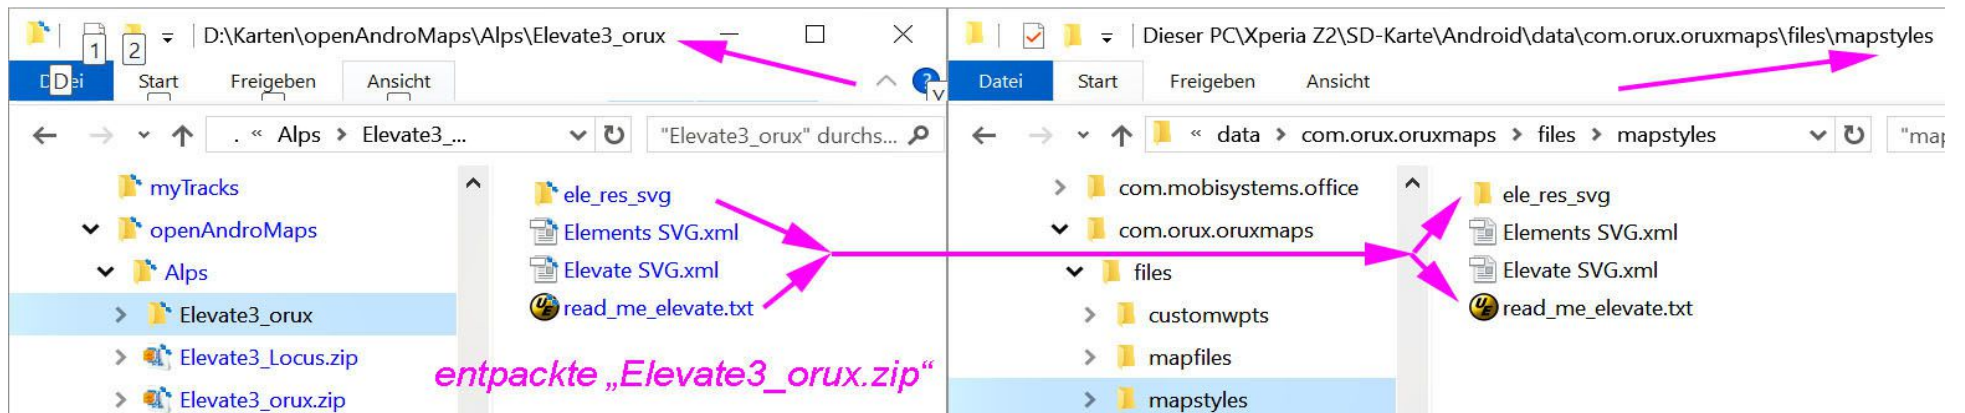 1
2
D:\Karten\openAndroMaps\Alps\Elevate3_orux
D
Start
Freigeben
Ansicht
?
v
. « Alps > Elevate3_...
"Elevate3_orux" durchs...
myTracks
openAndroMaps
Alps
Elevate3_orux
Elevate3_Locus.zip
Elevate3_orux.zip
ele_res_svg
Elements SVG.xml
Elevate SVG.xml
read_me_elevate.txt
entpackte „Elevate3_orux.zip“
Dieser PC\Xperia Z2\SD-Karte\Android\data\com.orux.oruxmaps\files\mapstyles
Datei
Start
Freigeben
Ansicht
« data > com.orux.oruxmaps > files > mapstyles
"map
com.mobisystems.office
com.orux.oruxmaps
files
customwpts
mapfiles
mapstyles
ele_res_svg
Elements SVG.xml
Elevate SVG.xml
read_me_elevate.txt